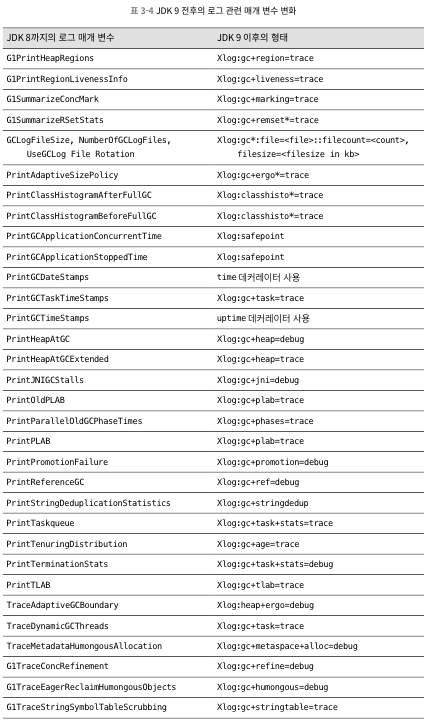 표 3-4 JDK 9 전후의 로그 관련 매개 변수 변화
JDK 8까지의 로그 매개 변수 JDK 9 이후의 형태
G1PrintHeapRegions Xlog:gc+region=trace
G1PrintRegionLivenessInfo Xlog:gc+liveness=trace
G1SummarizeConcMark Xlog:gc+marking=trace
G1SummarizeRSetStats Xlog:gc+remset*=trace
GCLogFileSize, NumberOfGCLogFiles, Xlog:gc*:file=<file>::filecount=<count>,
UseGCLog File Rotation filesize=<filesize in kb>
PrintAdaptiveSizePolicy Xlog:gc+ergo*=trace
PrintClassHistogramAfterFullGC Xlog:classhisto*=trace
PrintClassHistogramBeforeFullGC Xlog:classhisto*=trace
PrintGCApplicationConcurrentTime Xlog:safepoint
PrintGCApplicationStoppedTime Xlog:safepoint
PrintGCDateStamps time 데커레이터 사용
PrintGCTaskTimeStamps Xlog:gc+task=trace
PrintGCTimeStamps uptime 데커레이터 사용
PrintHeapAtGC Xlog:gc+heap=debug
PrintHeapAtGCExtended Xlog:gc+heap=trace
PrintJNIGCStalls Xlog:gc+jni=debug
PrintOldPLAB Xlog:gc+plab=trace
PrintParallelOldGCPhaseTimes Xlog:gc+phases=trace
PrintPLAB Xlog:gc+plab=trace
PrintPromotionFailure Xlog:gc+promotion=debug
PrintReferenceGC Xlog:gc+ref=debug
PrintStringDeduplicationStatistics Xlog:gc+stringdedup
PrintTaskqueue Xlog:gc+task+stats=trace
PrintTenuringDistribution Xlog:gc+age=trace
PrintTerminationStats Xlog:gc+task+stats=debug
PrintTLAB Xlog:gc+tlab=trace
TraceAdaptiveGCBoundary Xlog:heap+ergo=debug
TraceDynamicGCThreads Xlog:gc+task=trace
TraceMetadataHumongousAllocation Xlog:gc+metaspace+alloc=debug
G1TraceConcRefinement Xlog:gc+refine=debug
G1TraceEagerReclaimHumongousObjects Xlog:gc+humongous=debug
G1TraceStringSymbolTableScrubbing Xlog:gc+stringtable=trace